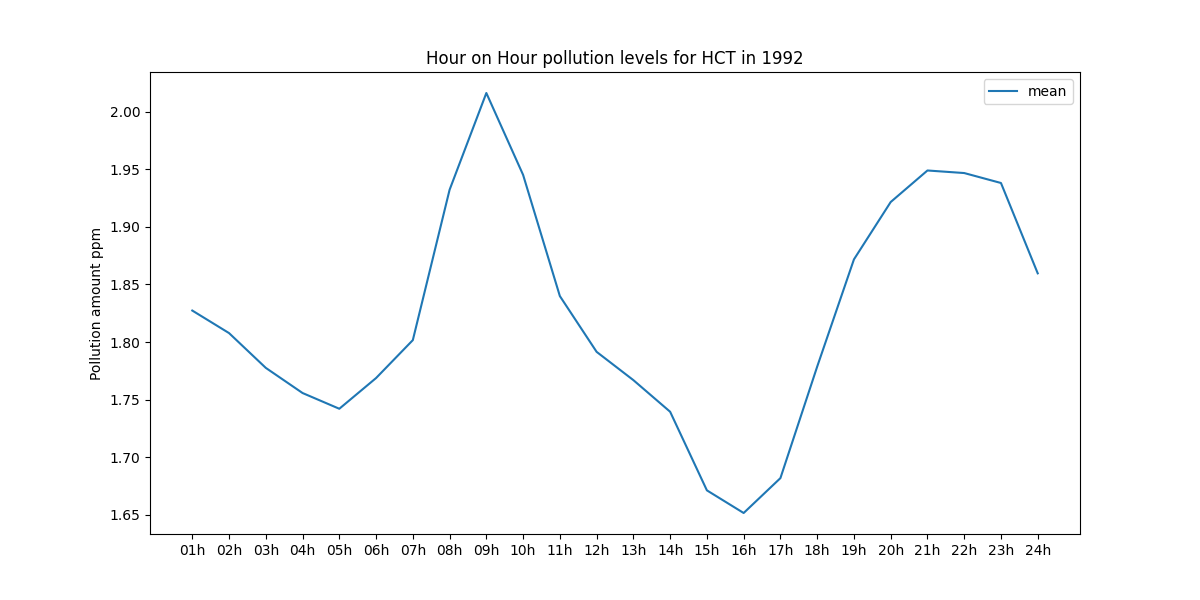 Hour on Hour pollution levels for HCT in 1992
mean
Pollution amount ppm
2.00
1.95
1.90
1.85
1.80
1.75
1.70
1.65
01h 02h 03h 04h 05h 06h 07h 08h 09h 10h 11h 12h 13h 14h 15h 16h 17h 18h 19h 20h 21h 22h 23h 24h